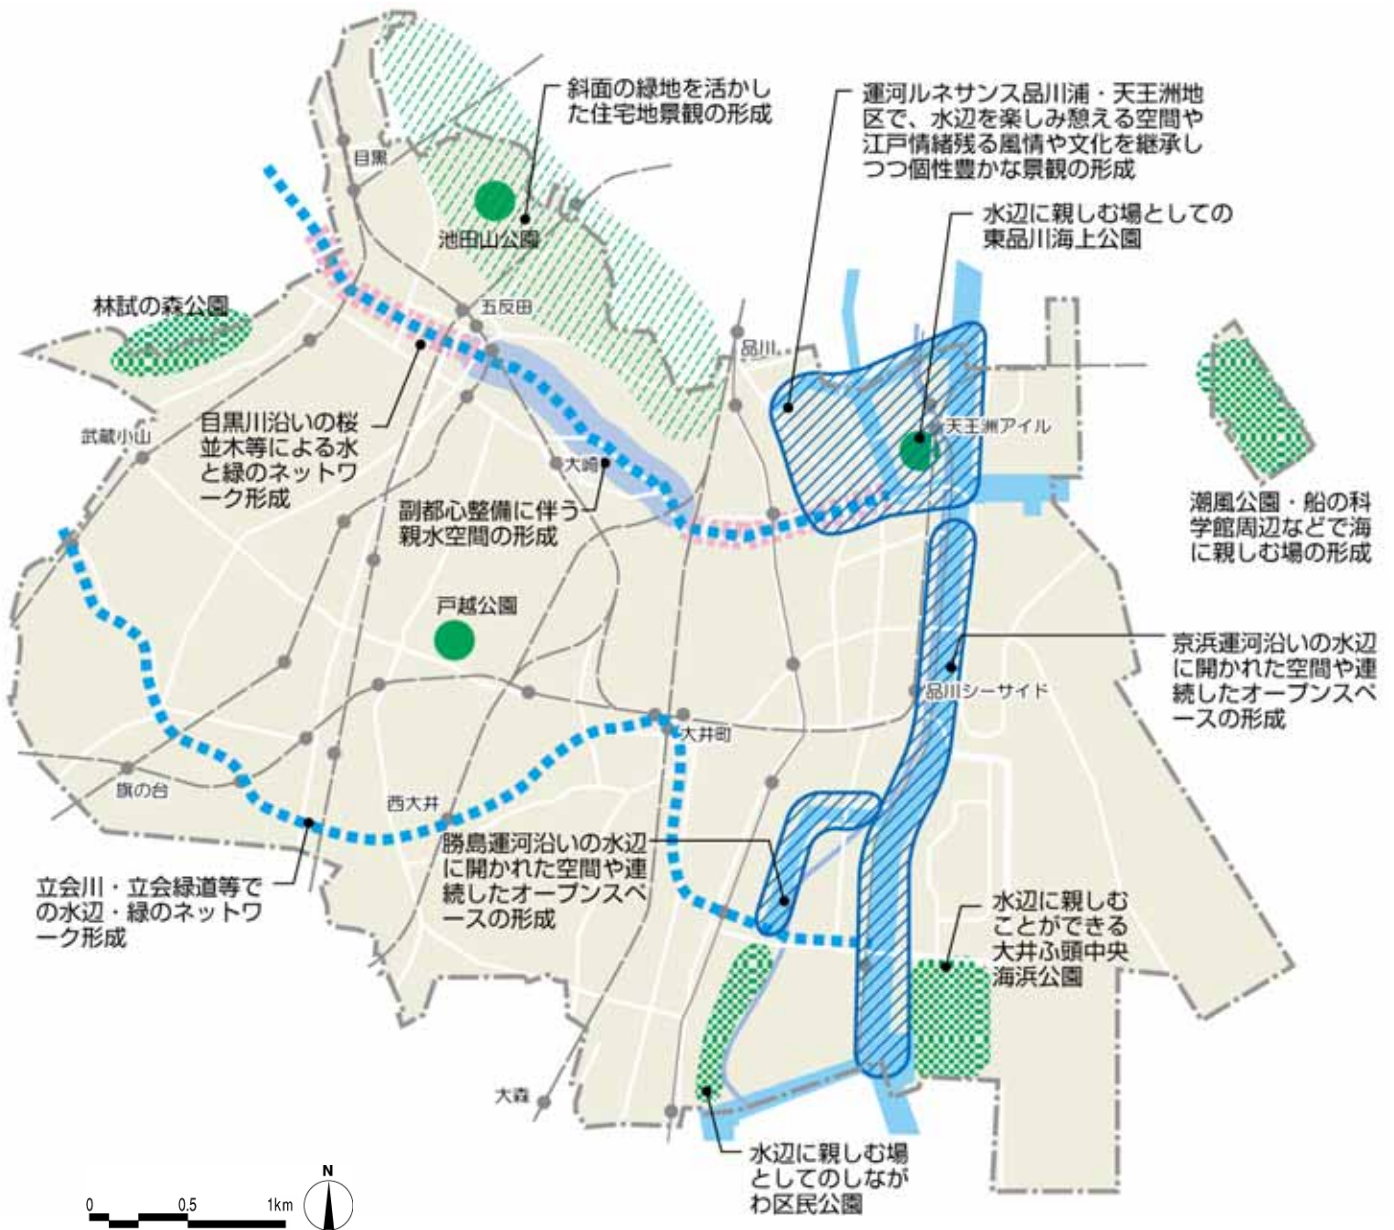 斜面の緑地を活かし
た住宅地景観の形成
運河ルネサンス品川浦・天王洲地
区で、水辺を楽しみ憩える空間や
江戸情緒残る風情や文化を継承し
つつ個性豊かな景観の形成
目黒
水辺に親しむ場としての
東品川海上公園
池田山公園
林試の森公園
五反田
品川
天王洲アイル
目黒川沿いの桜
並木等による水
と緑のネットワ
ーク形成
武蔵小山
大崎
副都心整備に伴う
親水空間の形成
潮風公園・船の科
学館周辺などで海
に親しむ場の形成
戸越公園
京浜運河沿いの水辺
に開かれた空間や連
続したオープンスペ
ースの形成
品川シーサイド
大井町
旗の台
西大井
勝島運河沿いの水辺
に開かれた空間や連
続したオープンスペ
ースの形成
立会川・立会緑道等で
の水辺・緑のネットワ
ーク形成
水辺に親しむ
ことができる
大井ふ頭中央
海浜公園
大森
水辺に親しむ場
としてのしなが
わ区民公園
0 0.5 1km
N